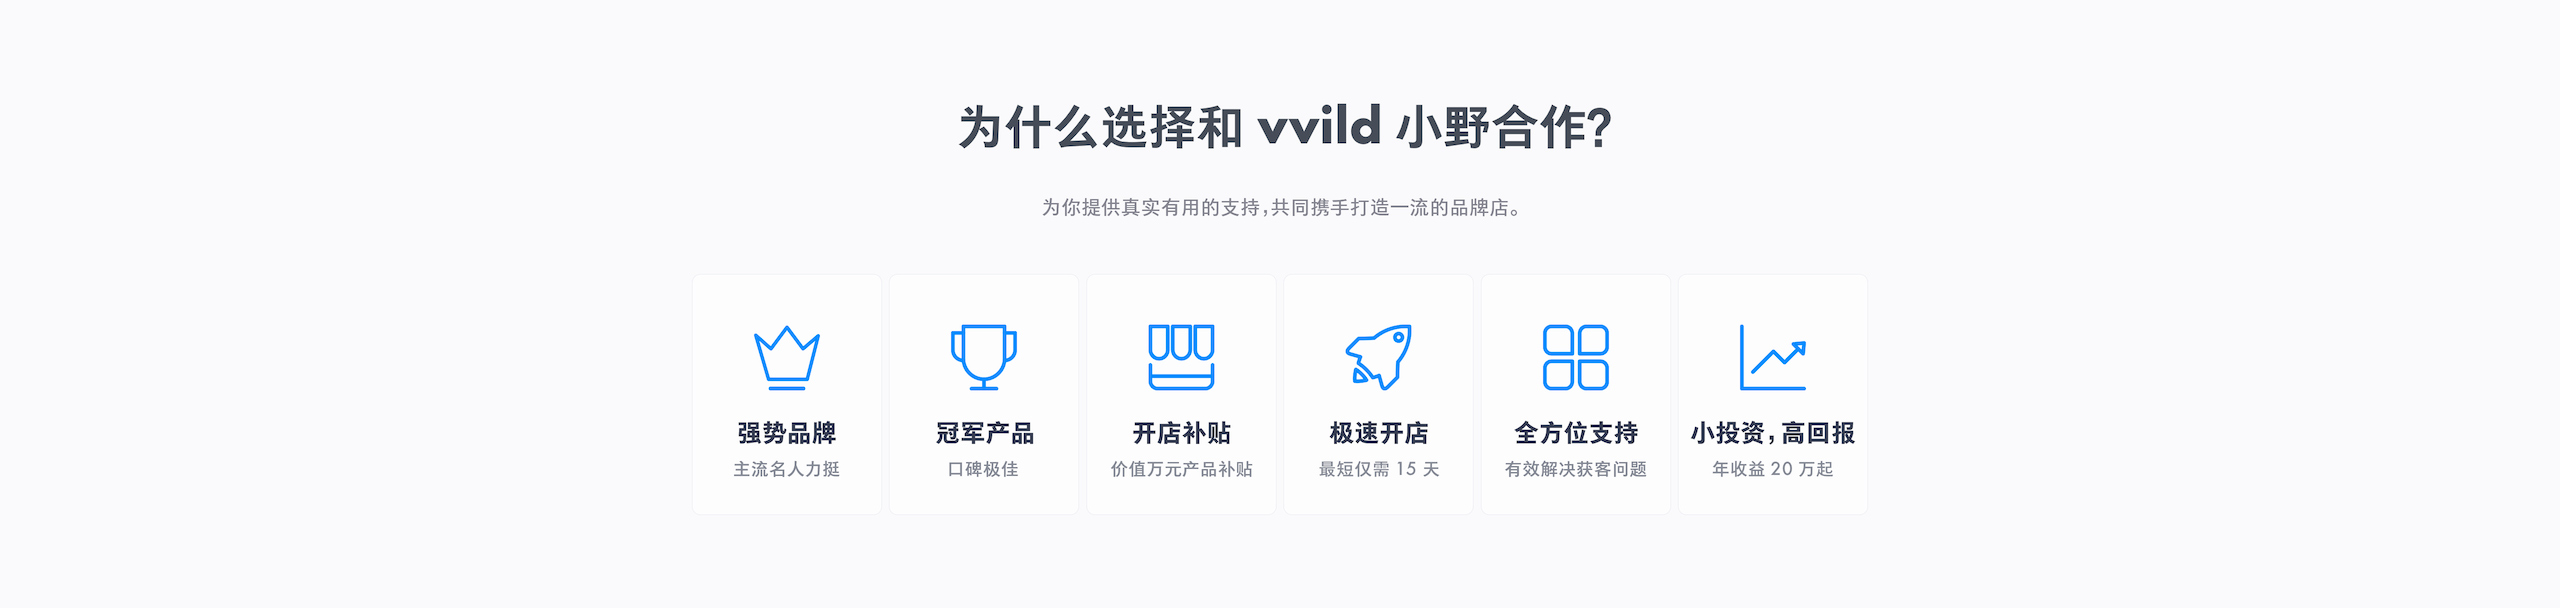 为什么选择和 vvild 小野合作？
为你提供真实有用的支持，共同携手打造一流的品牌店。
强势品牌
主流名人力挺
冠军产品
口碑极佳
开店补贴
价值万元产品补贴
极速开店
最短仅需 15 天
全方位支持
有效解决获客问题
小投资，高回报
年收益 20 万起